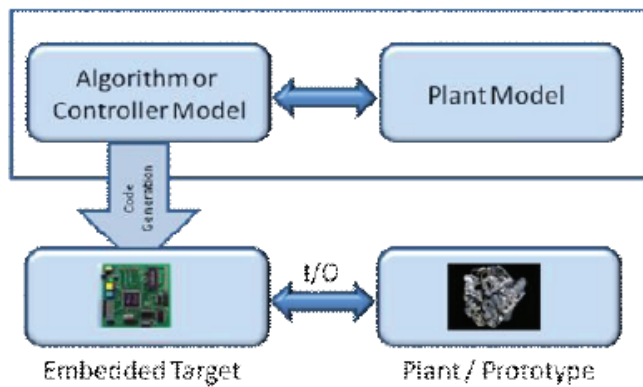 Algorithm or
Controller Model
Plant Model
Code
Generation
I/O
Embedded Target
Plant / Prototype